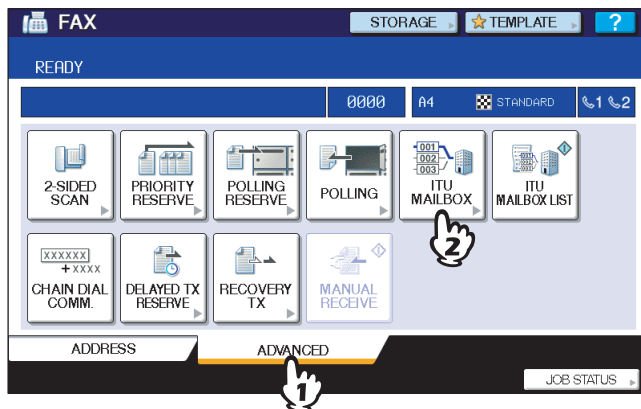 FAX
STORAGE
TEMPLATE
?
READY
0000
A4
STANDARD
1
2
2-SIDED
SCAN
PRIORITY
RESERVE
POLLING
RESERVE
POLLING
001
002
003
ITU
MAILBOX
ITU
MAILBOX LIST
2
XXXXXX
+XXXX
CHAIN DIAL
COMM.
DELAYED TX
RESERVE
RECOVERY
TX
MANUAL
RECEIVE
ADDRESS
ADVANCED
1
JOB STATUS